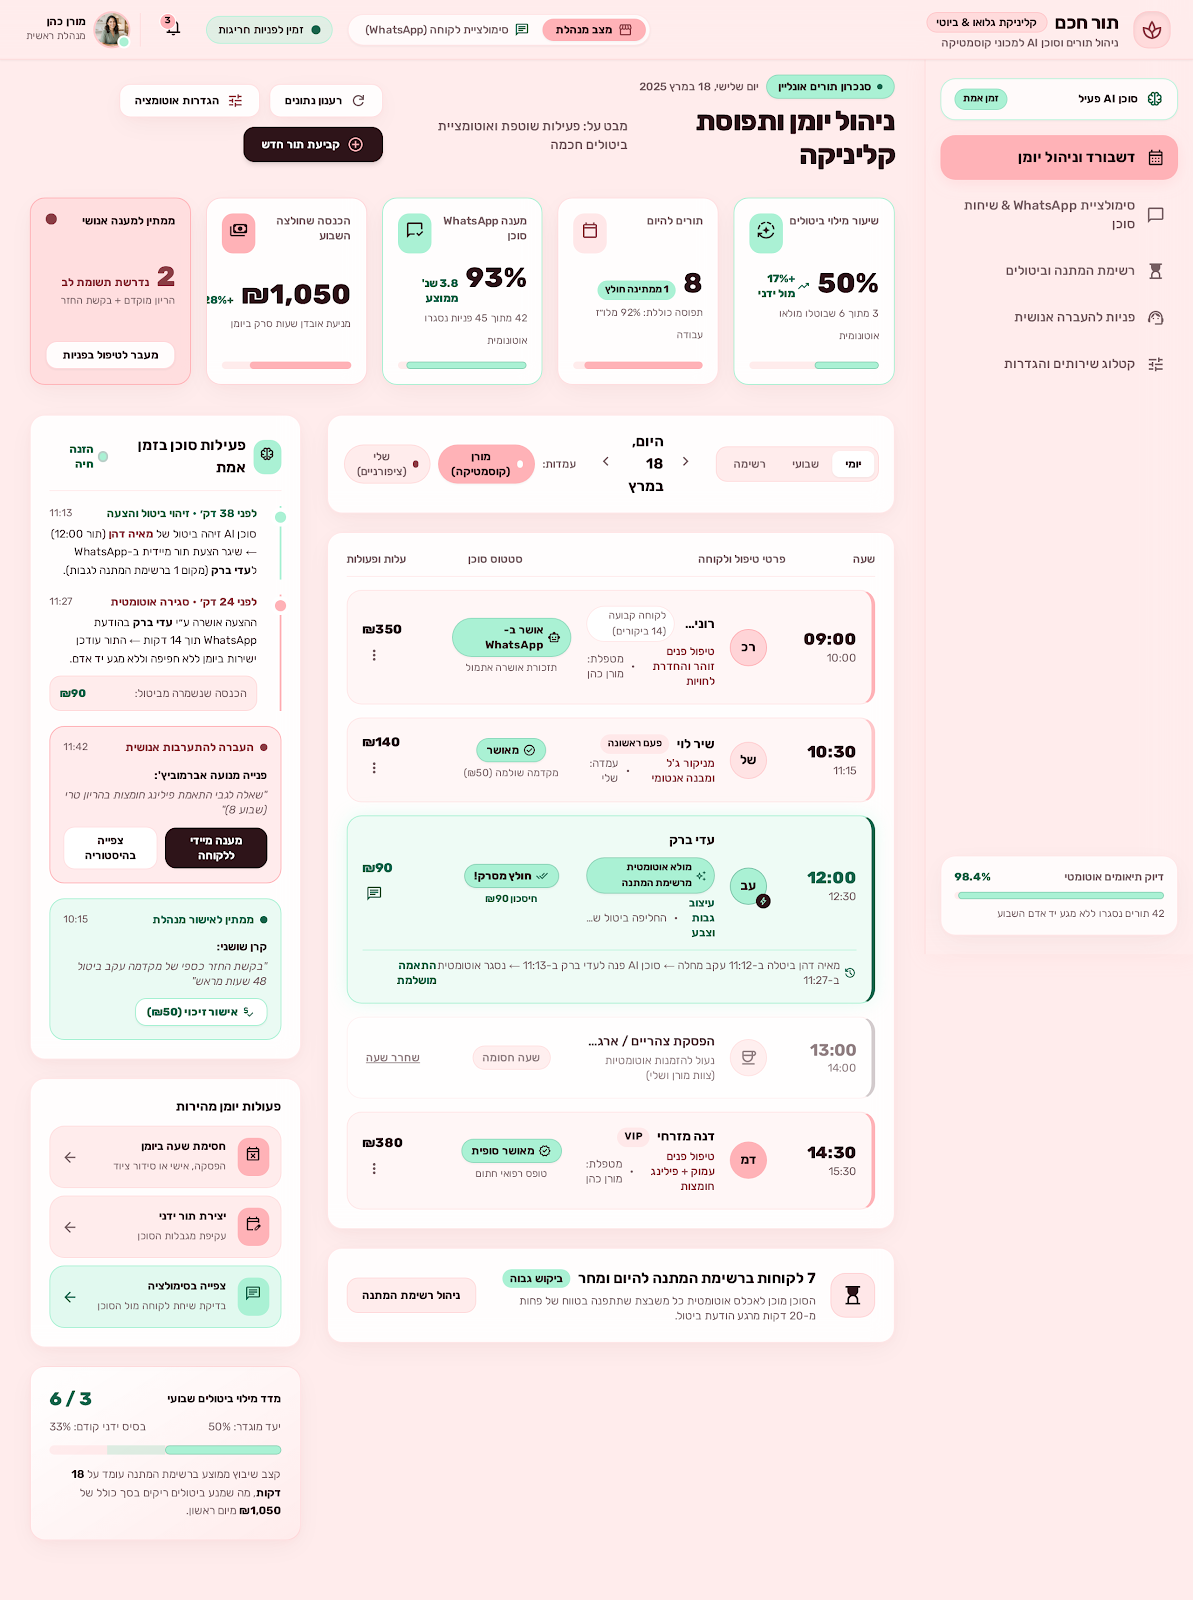 תור חכם
קליניקת גלואו & ביוטי
ניהול תורים וסוכן AI למכוני קוסמטיקה
מצב מנהלת
סימולציית לקוחה (WhatsApp)
זמין לפניות חריגות
3
מורן כהן
מנהלת ראשית
סוכן AI פעיל
זמן אמת
דשבורד וניהול יומן
סימולציית WhatsApp & שיחות
סוכן
רשימת המתנה וביטולים
פניות להעברה אנושית
קטלוג שירותים והגדרות
דיוק תיאומים אוטומטי
98.4%
42 תורים נסגרו ללא מגע יד אדם השבוע
סנכרון תורים אונליין
יום שלישי, 18 במרץ 2025
ניהול יומן ותפוסת
קליניקה
מבט על: פעילות שוטפת ואוטומציית
ביטולים חכמה
רענון נתונים
הגדרות אוטומציה
קביעת תור חדש
שיעור מילוי ביטולים
50%
+17%
מול ידני
3 מתוך 6 שבוטלו מולאו
אוטומטית
תורים להיום
8
1 ממתינה חולץ
תפוסה כוללת: 92% מלו״ז
עבודה
מענה WhatsApp
סוכן
93%
3.8 שנ'
ממוצע
42 מתוך 45 פניות נסגרו
אוטומטית
הכנסה שחולצה
השבוע
₪1,050
מניעת אובדן שעות סרק ביומן
ממתין למענה אנושי
2
נדרשת תשומת לב
הריון מוקדם + בקשת החזר
מעבר לטיפול בפניות
יומי
שבועי
רשימה
היום,
18
במרץ
עמדות:
מורן
(קוסמטיקה)
שלי
(ציפורניים)
שעה
פרטי טיפול ולקוחה
סטטוס סוכן
עלות ופעולות
09:00
10:00
רכ
רוני...
לקוחה קבועה
(14 ביקורים)
טיפול פנים
זוהר והחדרת
לחויות
•
מטפלת:
מורן כהן
אושר ב-
WhatsApp
תזכורת אושרה אתמול
₪350
10:30
11:15
של
שיר לוי
פעם ראשונה
מניקור ג'ל
ומבנה אנטומי
•
עמדה:
שלי
מאושר
מקדמה שולמה (₪50)
₪140
12:00
12:30
עב
עדי ברק
מולא אוטומטית
מרשימת המתנה
עיצוב
גבות
וצבע
•
החליפה ביטול ש...
חולץ מסרק!
חיסכון ₪90
₪90
מאיה דהן ביטלה ב-11:12 עקב מחלה ← סוכן AI פנה לעדי ברק ב-11:13 ← נסגר אוטומטית
ב-11:27
התאמה
מושלמת
13:00
14:00
הפסקת צהריים / ארג...
נעול להזמנות אוטומטיות
(צוות מורן ושלי)
שעה חסומה
שחרר שעה
14:30
15:30
דמ
דנה מזרחי
VIP
טיפול פנים
עמוק + פילינג
חומצות
•
מטפלת:
מורן כהן
מאושר סופית
טופס רפואי חתום
₪380
7 לקוחות ברשימת המתנה להיום ומחר
ביקוש גבוה
הסוכן מוכן לאכלס אוטומטית כל משבצת שתתפנה בטווח של פחות
מ-20 דקות מרגע הודעת ביטול.
ניהול רשימת המתנה
פעילות סוכן בזמן
אמת
הזנה
חיה
לפני 38 דק׳ • זיהוי ביטול והצעה
11:13
סוכן AI זיהה ביטול של מאיה דהן (תור 12:00)
← שיגר הצעת תור מיידית ב-WhatsApp
לעדי ברק (מקום 1 ברשימת המתנה לגבות).
לפני 24 דק׳ • סגירה אוטומטית
11:27
ההצעה אושרה ע״י עדי ברק בהודעת
WhatsApp תוך 14 דקות ← התור עודכן
ישירות ביומן ללא חפיפה וללא מגע יד אדם.
הכנסה שנשמרה מביטול:
₪90
העברה להתערבות אנושית
11:42
פנייה מנועה אברמוביץ':
"שאלה לגבי התאמת פילינג חומצות בהריון טרי
(שבוע 8)"
מענה מיידי
ללקוחה
צפייה
בהיסטוריה
ממתין לאישור מנהלת
10:15
קרן שושני:
"בקשת החזר כספי של מקדמה עקב ביטול
48 שעות מראש"
אישור זיכוי (₪50)
פעולות יומן מהירות
חסימת שעה ביומן
הפסקה, אישי או סידור ציוד
יצירת תור ידני
עקיפת מגבלות הסוכן
צפייה בסימולציה
בדיקת שיחת לקוחה מול הסוכן
מדד מילוי ביטולים שבועי
3 / 6
יעד מוגדר: 50%
בסיס ידני קודם: 33%
קצב שיבוץ ממוצע ברשימת המתנה עומד על 18
דקות, מה שמנע ביטולים ריקים בסך כולל של
₪1,050 מיום ראשון.